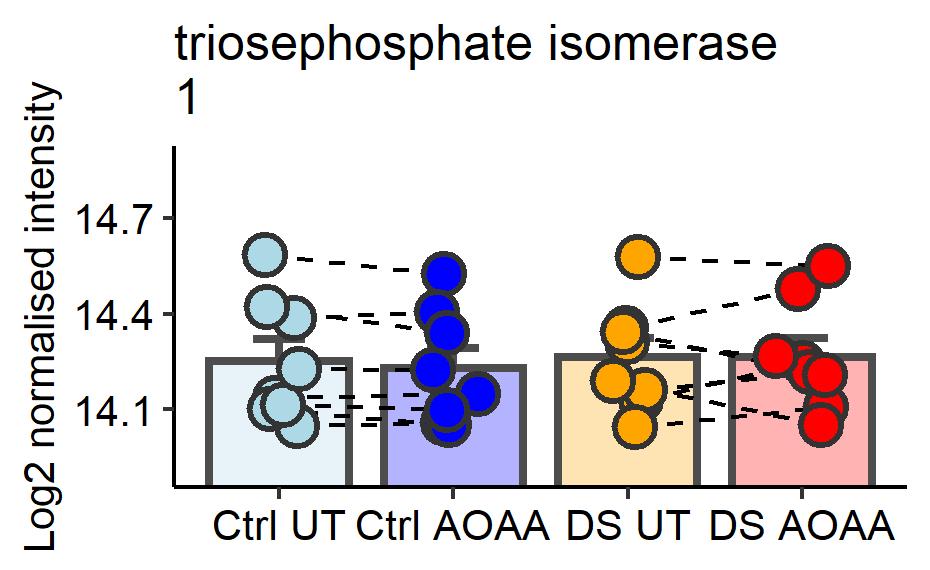 triosephosphate isomerase
1
Log2 normalised intensity
14.7
14.4
14.1
Ctrl UT Ctrl AOAA DS UT DS AOAA